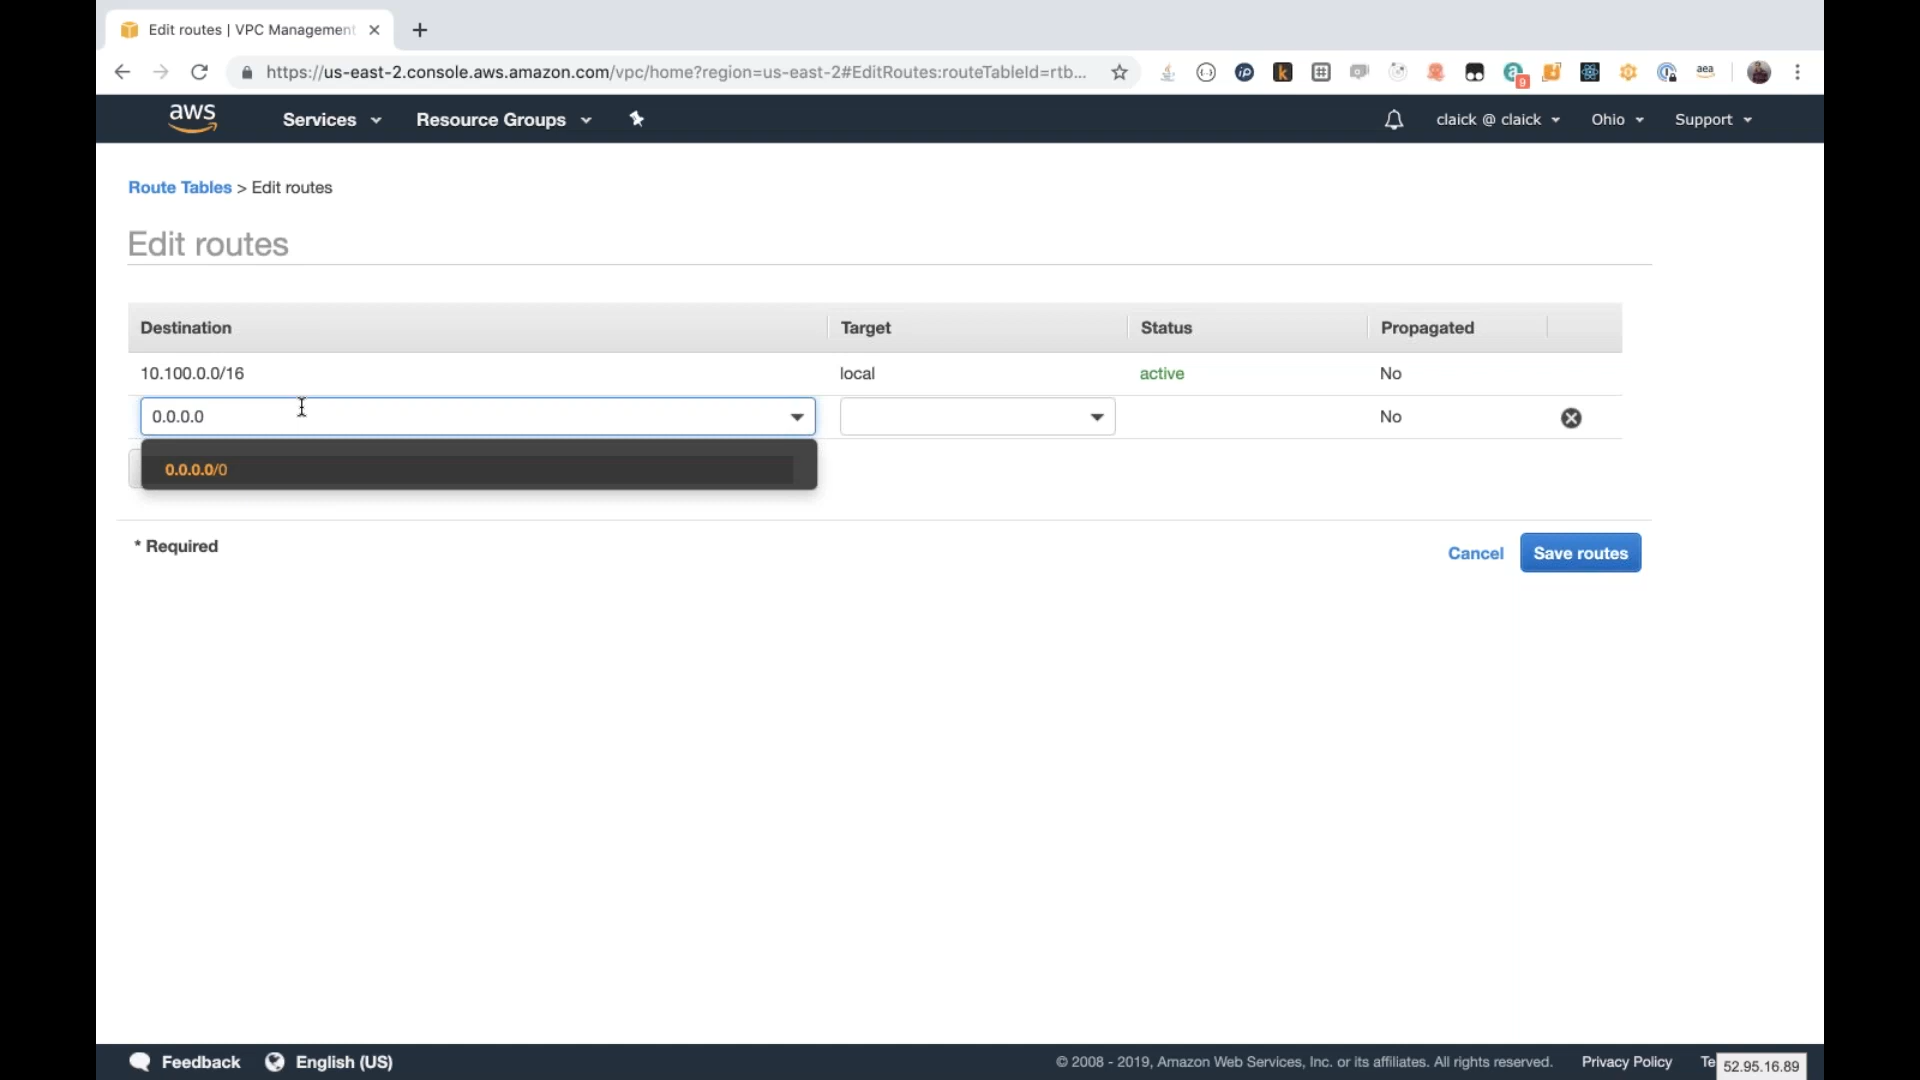 Edit routes | VPC Management
https://us-east-2.console.aws.amazon.com/vpc/home?region=us-east-2#EditRoutes:routeTableId=rtb...
9
aea
aws
Services
Resource Groups
claick @ claick
Ohio
Support
Route Tables > Edit routes
Edit routes
Destination Target Status Propagated
10.100.0.0/16 local active No
0.0.0.0 No
0.0.0.0/0
* Required
Cancel
Save routes
Feedback
English (US)
© 2008 - 2019, Amazon Web Services, Inc. or its affiliates. All rights reserved.
Privacy Policy
Te
52.95.16.89